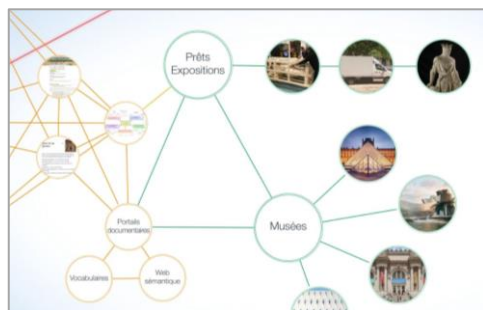 Prêts
Expositions
Musées
Portails
documentaires
Vocabulaires
Web
sémantique